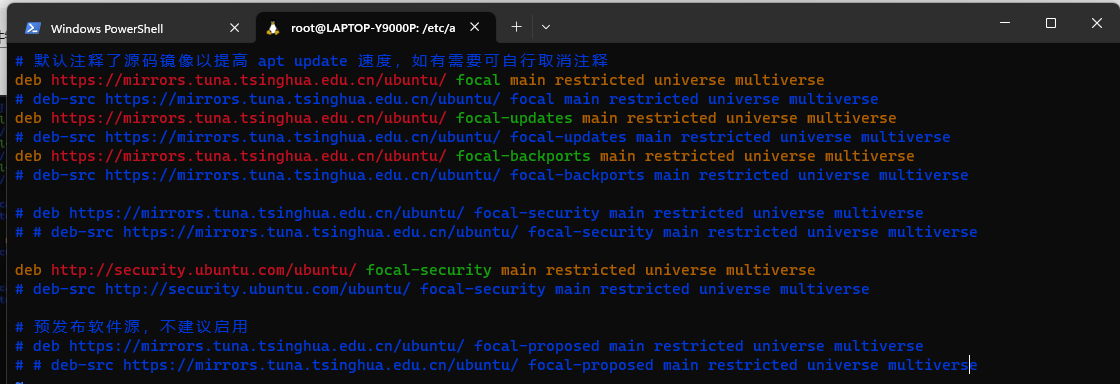 Windows PowerShell
root@LAPTOP-Y9000P: /etc/a
# 默认注释了源码镜像以提高 apt update 速度，如有需要可自行取消注释
deb https://mirrors.tuna.tsinghua.edu.cn/ubuntu/ focal main restricted universe multiverse
# deb-src https://mirrors.tuna.tsinghua.edu.cn/ubuntu/ focal main restricted universe multiverse
deb https://mirrors.tuna.tsinghua.edu.cn/ubuntu/ focal-updates main restricted universe multiverse
# deb-src https://mirrors.tuna.tsinghua.edu.cn/ubuntu/ focal-updates main restricted universe multiverse
deb https://mirrors.tuna.tsinghua.edu.cn/ubuntu/ focal-backports main restricted universe multiverse
# deb-src https://mirrors.tuna.tsinghua.edu.cn/ubuntu/ focal-backports main restricted universe multiverse
# deb https://mirrors.tuna.tsinghua.edu.cn/ubuntu/ focal-security main restricted universe multiverse
# # deb-src https://mirrors.tuna.tsinghua.edu.cn/ubuntu/ focal-security main restricted universe multiverse
deb http://security.ubuntu.com/ubuntu/ focal-security main restricted universe multiverse
# deb-src http://security.ubuntu.com/ubuntu/ focal-security main restricted universe multiverse
# 预发布软件源，不建议启用
# deb https://mirrors.tuna.tsinghua.edu.cn/ubuntu/ focal-proposed main restricted universe multiverse
# # deb-src https://mirrors.tuna.tsinghua.edu.cn/ubuntu/ focal-proposed main restricted universe multiverse